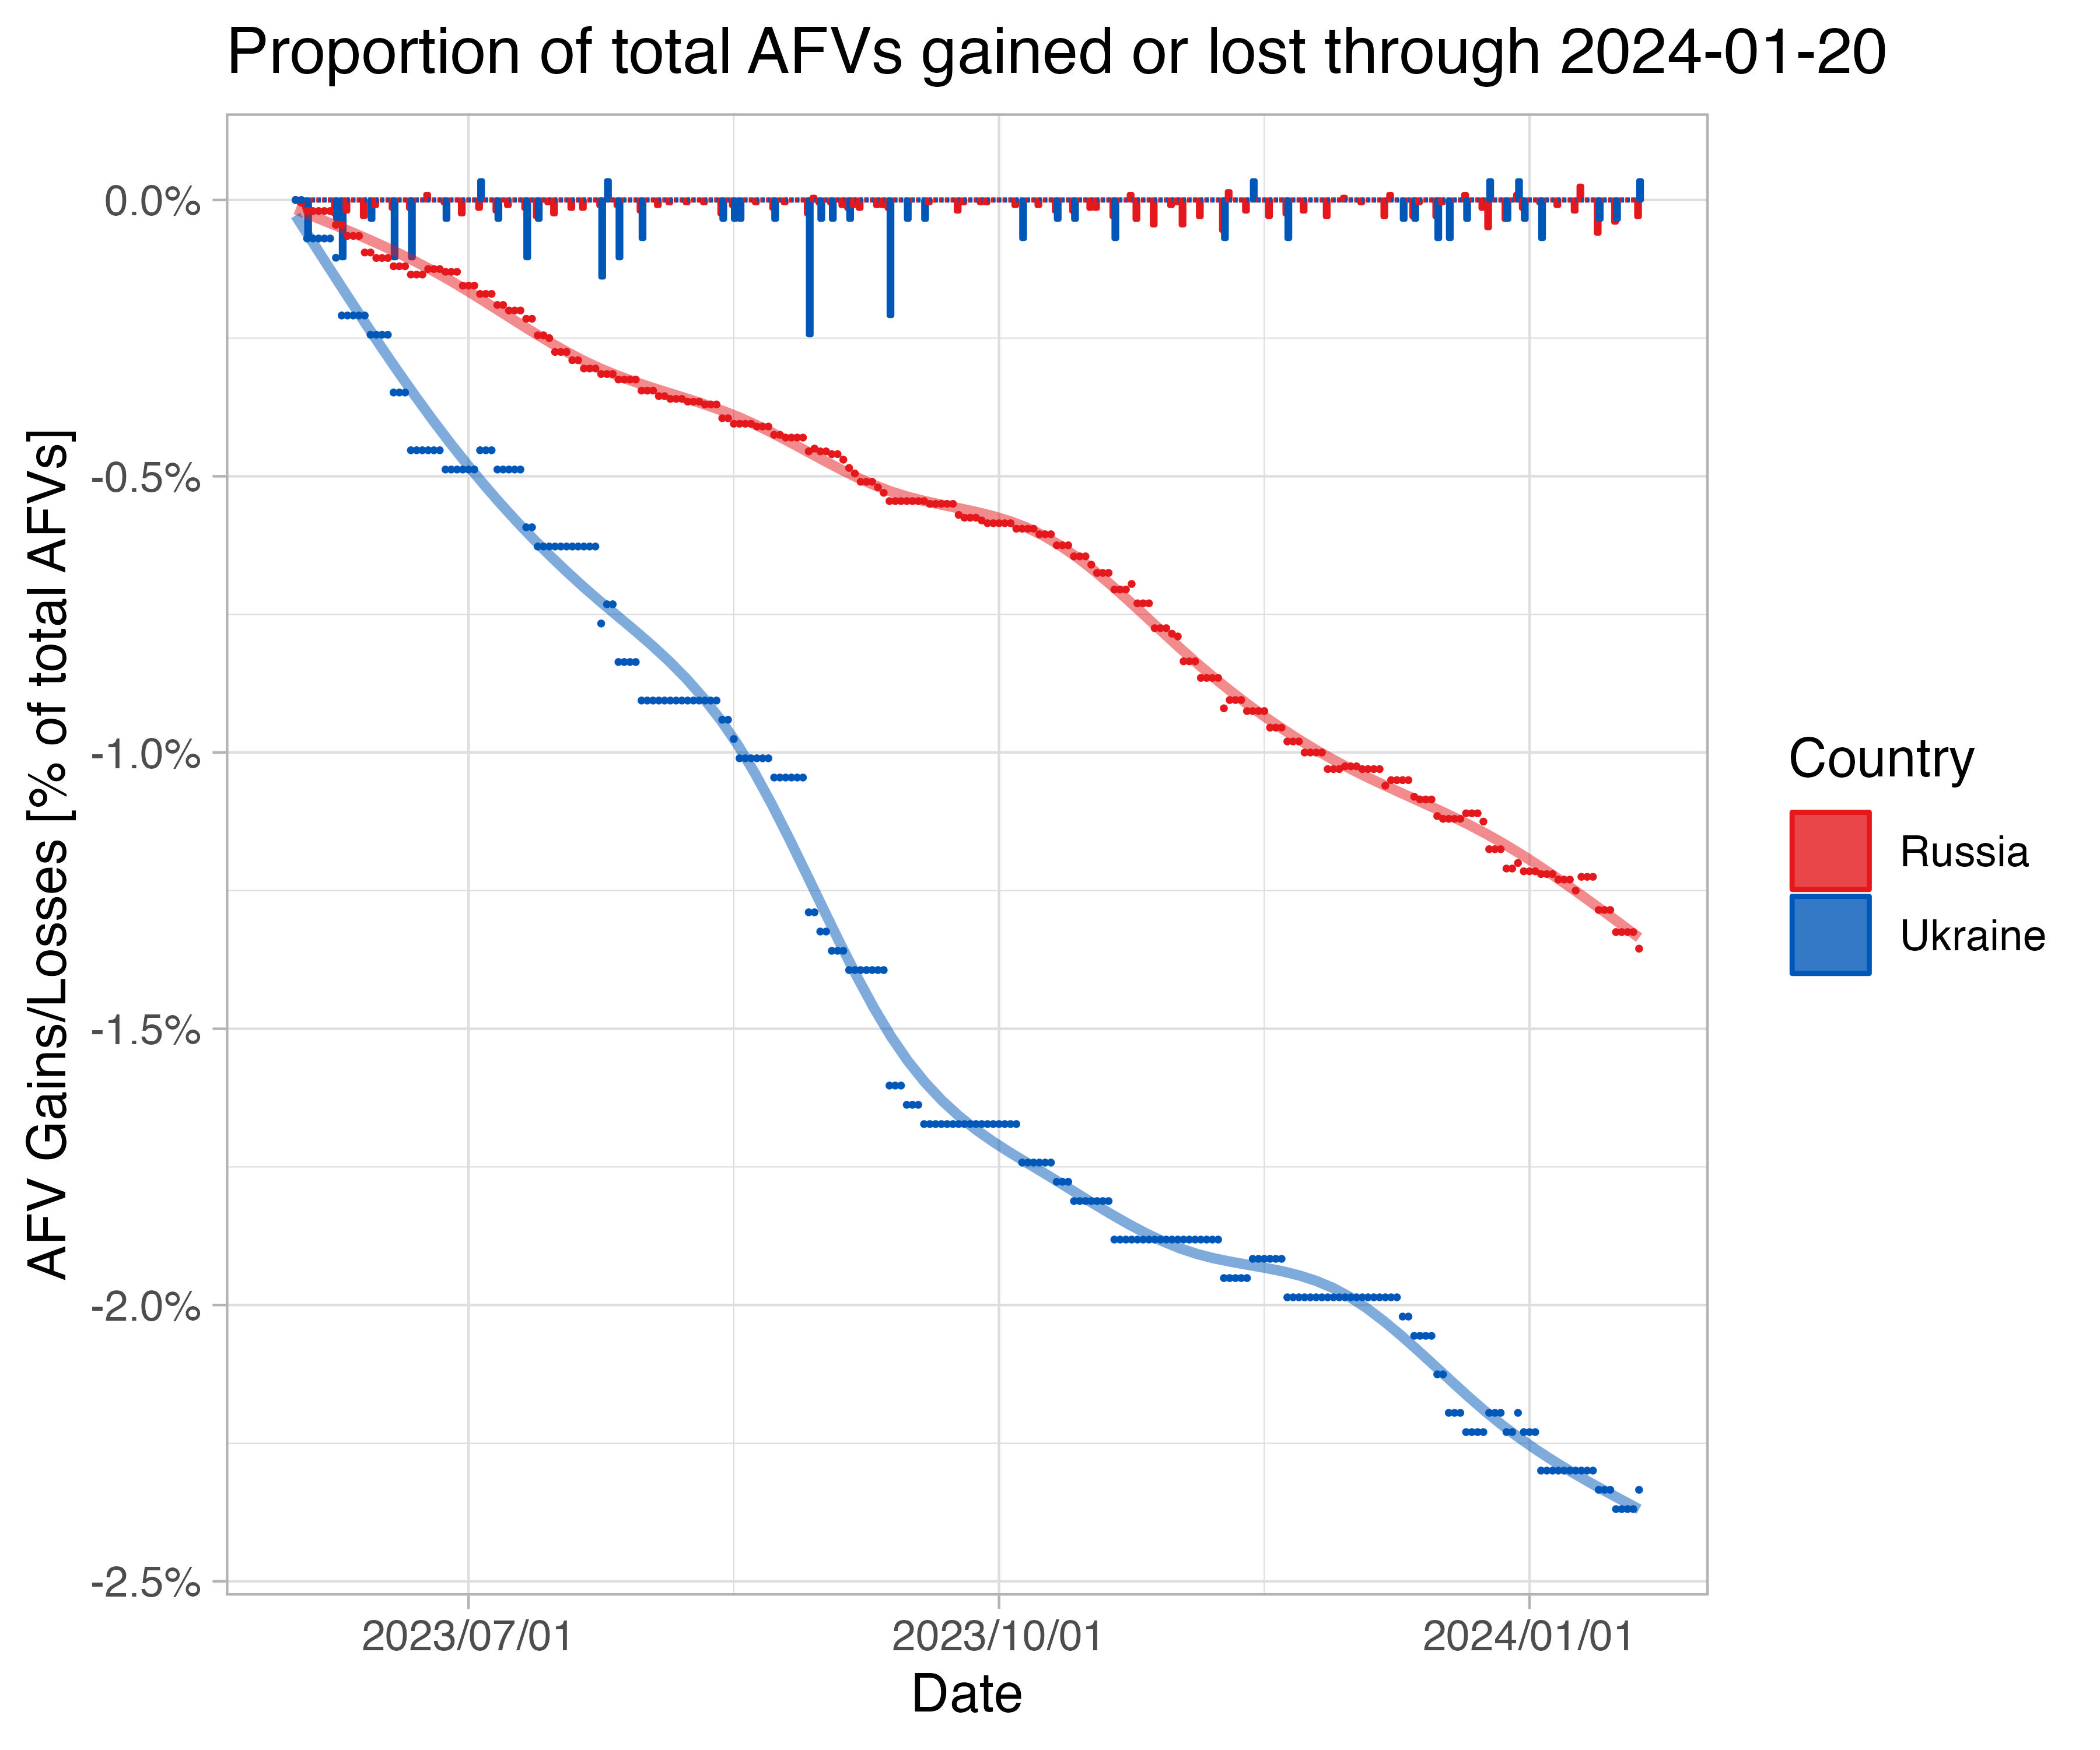 Proportion of total AFVs gained or lost through 2024-01-20
AFV Gains/Losses [% of total AFVs]
0.0%
-0.5%
-1.0%
-1.5%
-2.0%
-2.5%
2023/07/01
2023/10/01
2024/01/01
Date
Country
Russia
Ukraine